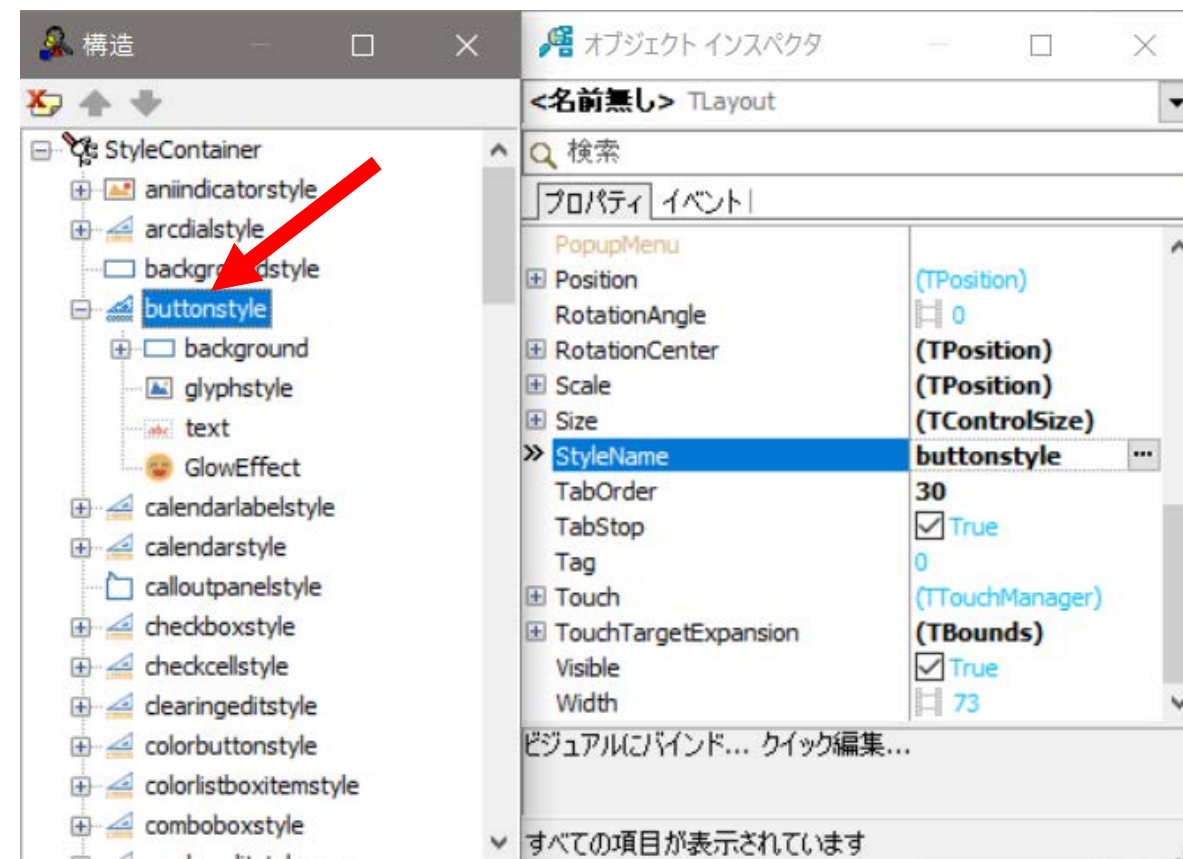 構造
StyleContainer
aniindicatorstyle
arcdialstyle
buttonstyle
background
glyphstyle
text
GlowEffect
calendarlabelstyle
calendarstyle
calloutpanelstyle
checkboxstyle
checkcellstyle
clearingeditstyle
colorbuttonstyle
colorlistboxitemstyle
comboboxstyle
オブジェクト インスペクタ
<名前無し> TLayout
検索
プロパティ イベント
PopupMenu
Position (TPosition)
RotationAngle 0
RotationCenter (TPosition)
Scale (TPosition)
Size (TControlSize)
StyleName buttonstyle ...
TabOrder 30
TabStop True
Tag 0
Touch (TTouchManager)
TouchTargetExpansion (TBounds)
Visible True
Width 73
ビジュアルにバインド... クイック編集...
すべての項目が表示されています